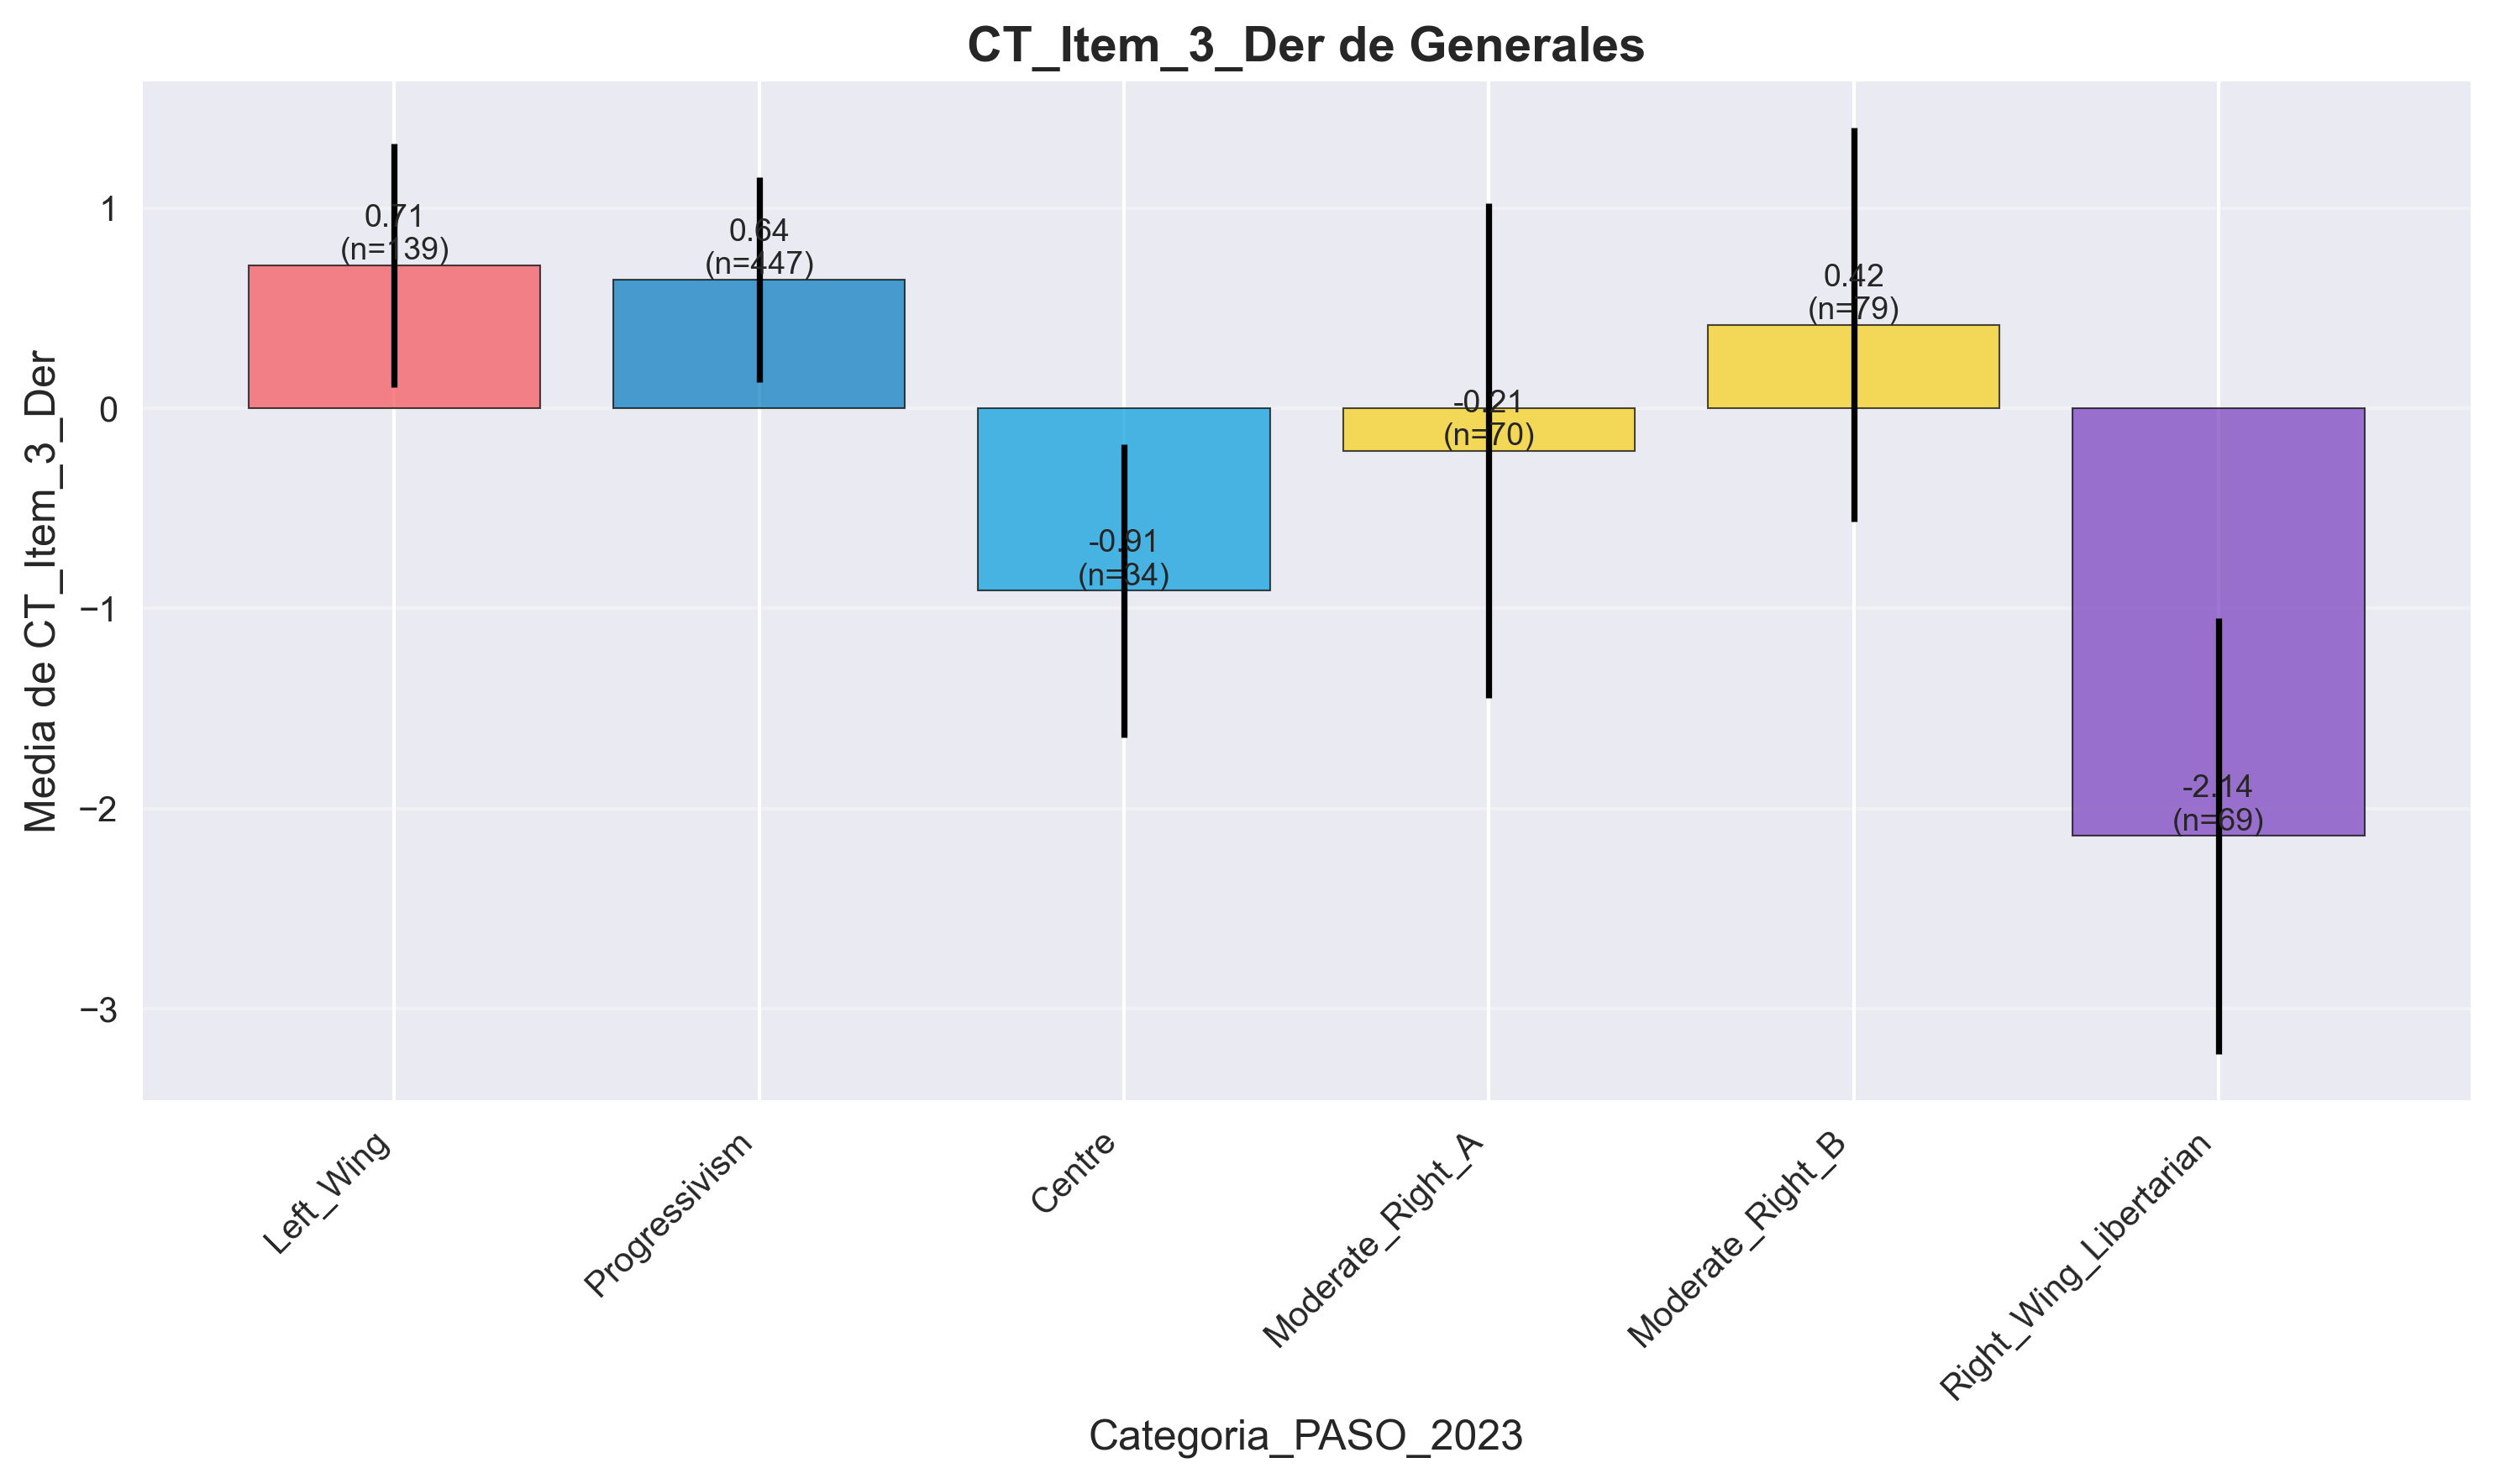 CT_Item_3_Der de Generales
Media de CT_Item_3_Der
1
0
−1
−2
−3
0.71
(n=139)
0.64
(n=447)
-0.91
(n=34)
-0.21
(n=70)
0.42
(n=79)
-2.14
(n=69)
Left_Wing
Progressivism
Centre
Moderate_Right_A
Moderate_Right_B
Right_Wing_Libertarian
Categoria_PASO_2023